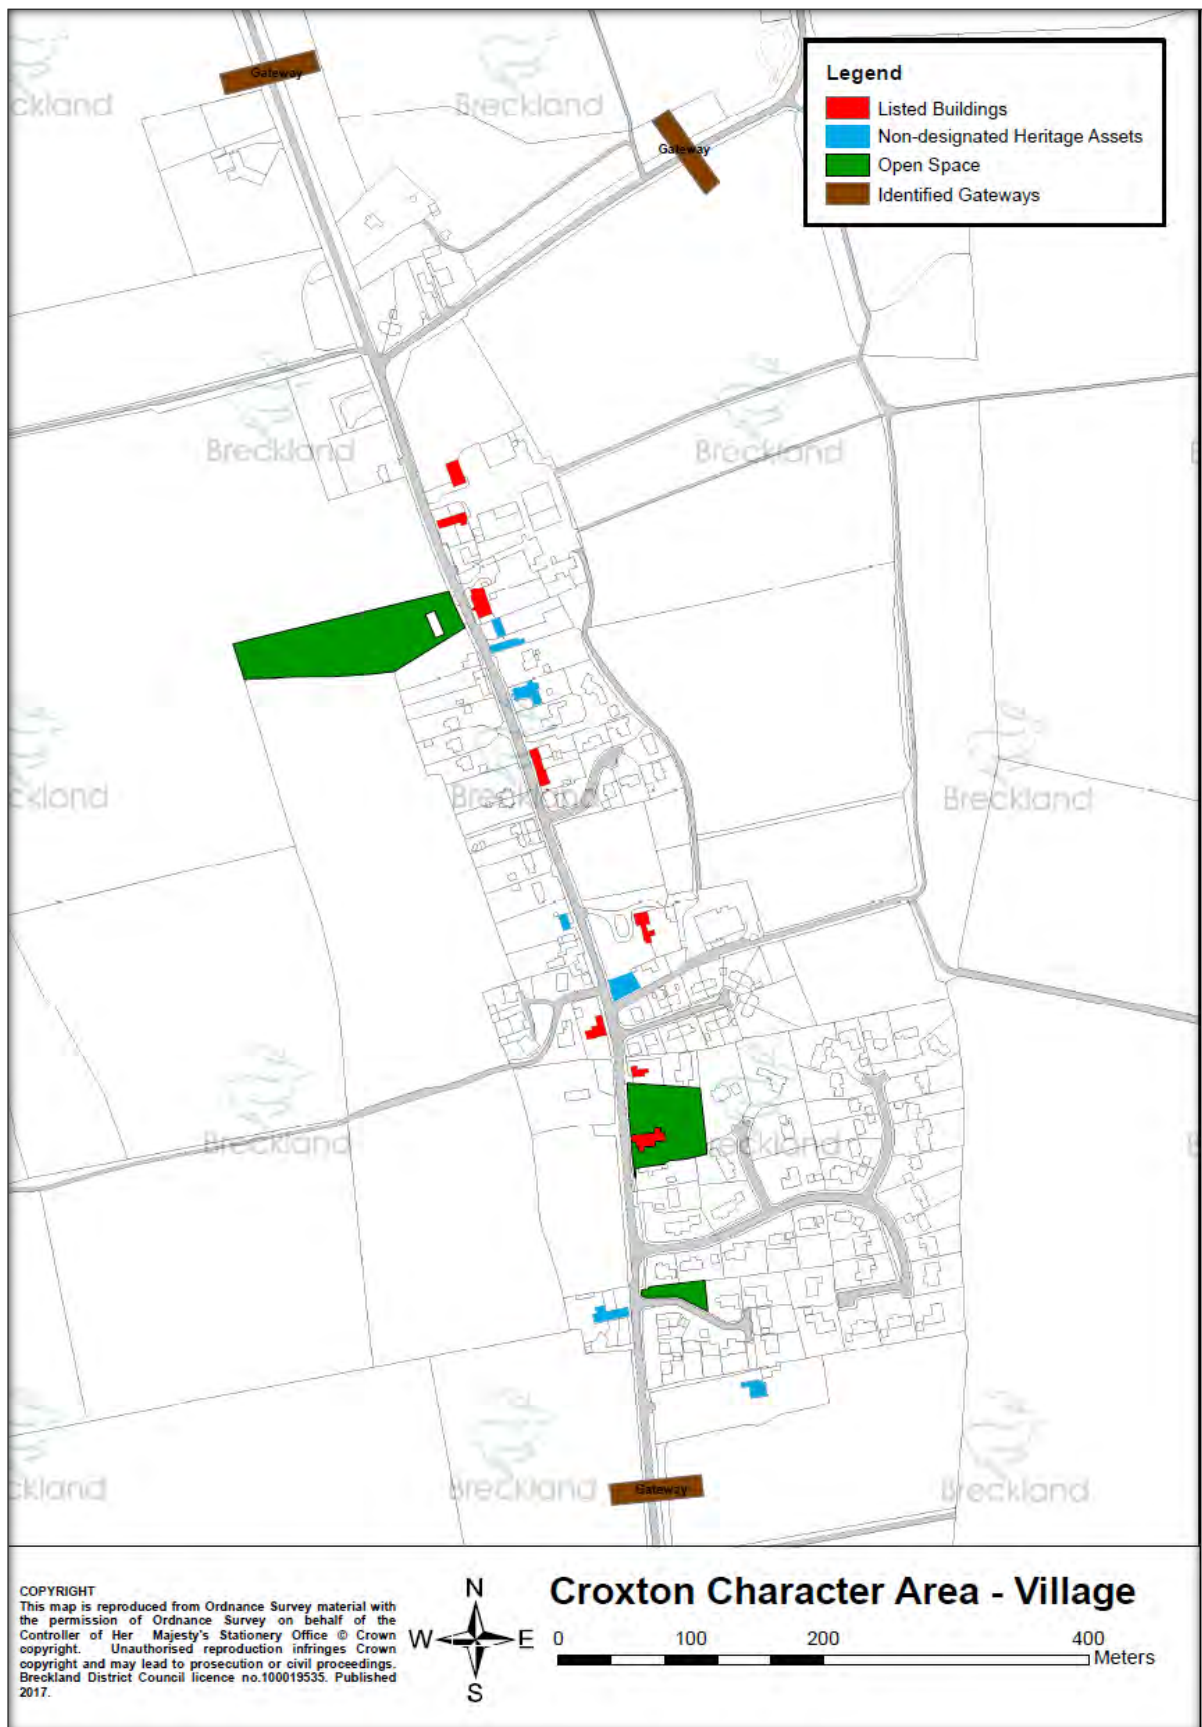 Gateway
Breckland
Breckland
Gateway
Legend
Listed Buildings
Non-designated Heritage Assets
Open Space
Identified Gateways
Breckland
Breckland
ckland
Breckland
Breckland
Breckland
eckland
ckland
Breckland
Breckland
Gateway
COPYRIGHT
This map is reproduced from Ordnance Survey material with
the permission of Ordnance Survey on behalf of the
Controller of Her Majesty's Stationery Office © Crown
copyright. Unauthorised reproduction infringes Crown
copyright and may lead to prosecution or civil proceedings.
Breckland District Council licence no.100019535. Published
2017.
N
W E
S
Croxton Character Area - Village
0 100 200 400
Meters